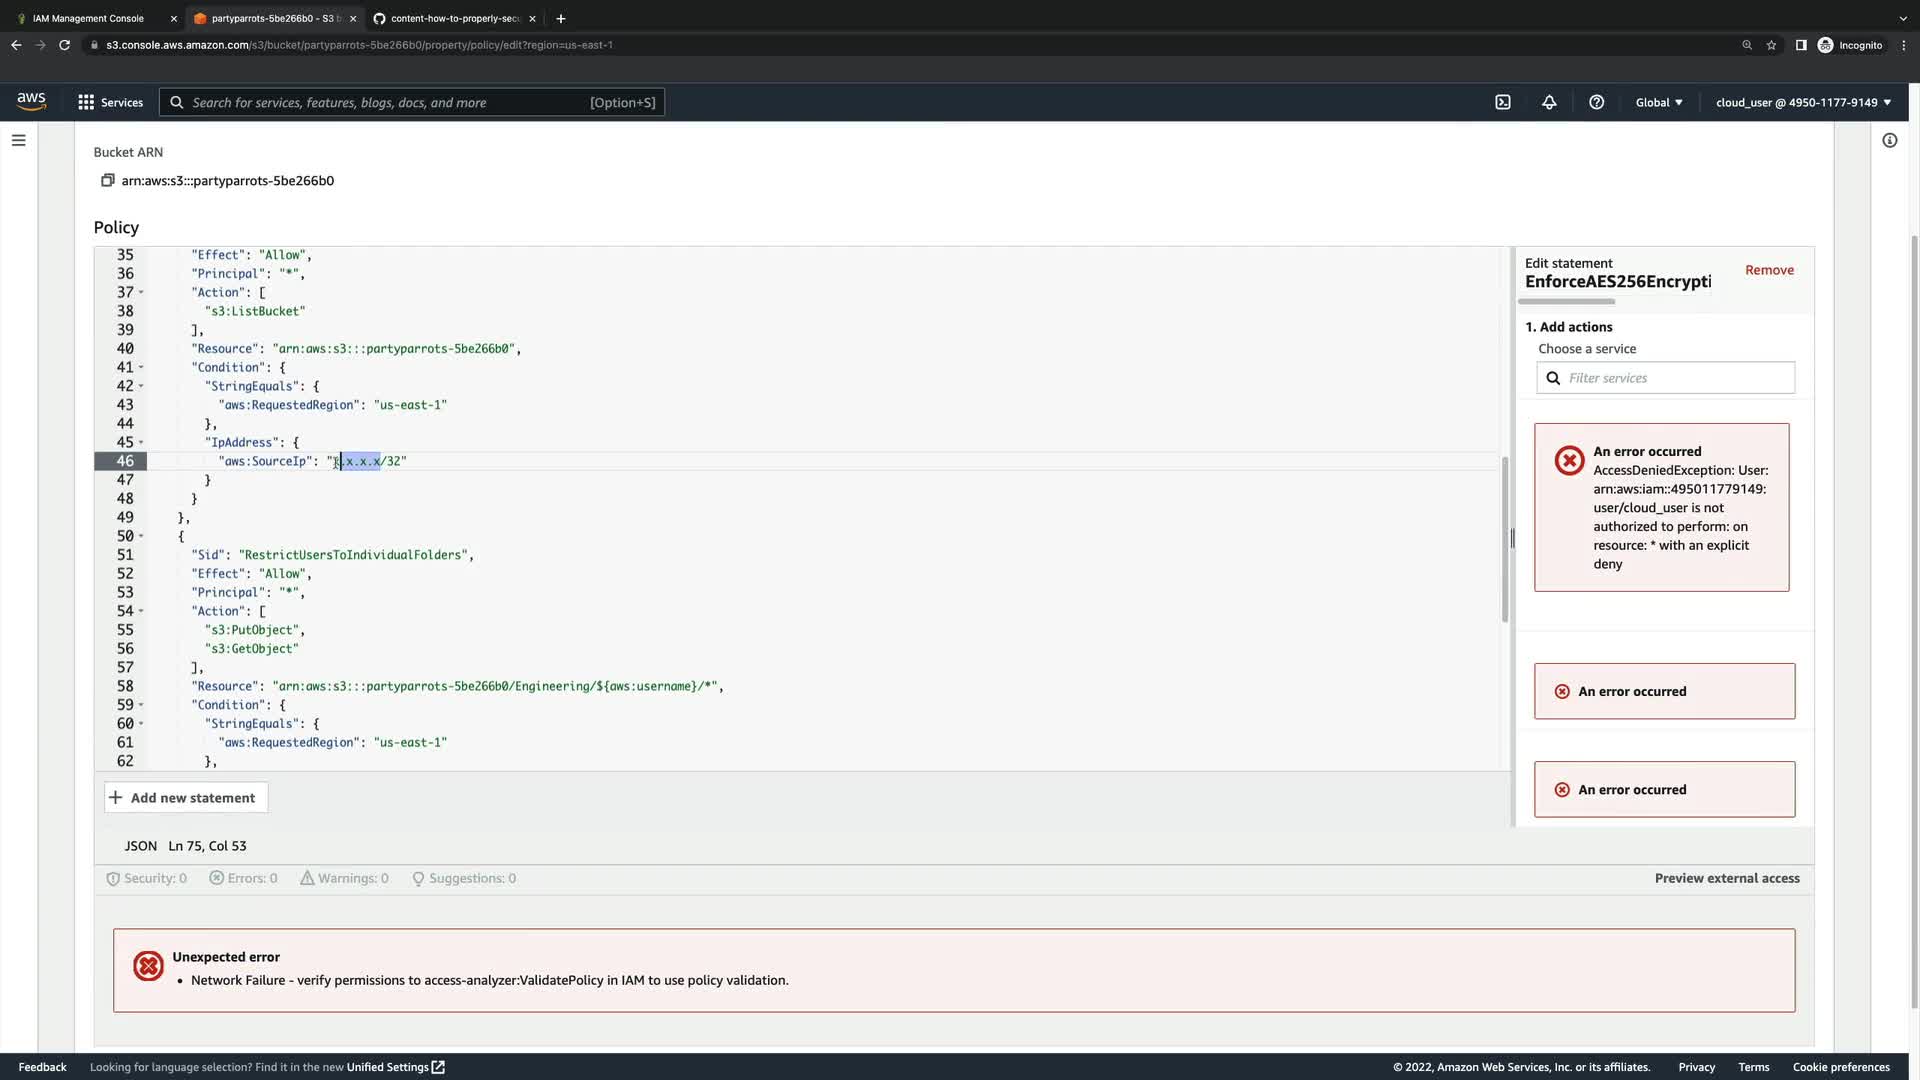 IAM Management Console
partyparrots-5be266b0 - S3 b
content-how-to-properly-secu
s3.console.aws.amazon.com/s3/bucket/partyparrots-5be266b0/property/policy/edit?region=us-east-1
Incognito
aws
Services
Search for services, features, blogs, docs, and more
[Option+S]
Global
cloud_user @ 4950-1177-9149
Bucket ARN
arn:aws:s3:::partyparrots-5be266b0
Policy
35 "Effect": "Allow",
36 "Principal": "*",
37 "Action": [
38 "s3:ListBucket"
39 ],
40 "Resource": "arn:aws:s3:::partyparrots-5be266b0",
41 "Condition": {
42 "StringEquals": {
43 "aws:RequestedRegion": "us-east-1"
44 },
45 "IpAddress": {
46 "aws:SourceIp": "x.x.x.x/32"
47 }
48 }
49 },
50 {
51 "Sid": "RestrictUsersToIndividualFolders",
52 "Effect": "Allow",
53 "Principal": "*",
54 "Action": [
55 "s3:PutObject",
56 "s3:GetObject"
57 ],
58 "Resource": "arn:aws:s3:::partyparrots-5be266b0/Engineering/${aws:username}/*",
59 "Condition": {
60 "StringEquals": {
61 "aws:RequestedRegion": "us-east-1"
62 },
Edit statement
EnforceAES256Encrypti
Remove
1. Add actions
Choose a service
Filter services
An error occurred
AccessDeniedException: User:
arn:aws:iam::495011779149:
user/cloud_user is not
authorized to perform: on
resource: * with an explicit
deny
An error occurred
An error occurred
+ Add new statement
JSON Ln 75, Col 53
Security: 0
Errors: 0
Warnings: 0
Suggestions: 0
Preview external access
Unexpected error
• Network Failure - verify permissions to access-analyzer:ValidatePolicy in IAM to use policy validation.
Feedback
Looking for language selection? Find it in the new Unified Settings
© 2022, Amazon Web Services, Inc. or its affiliates.
Privacy
Terms
Cookie preferences